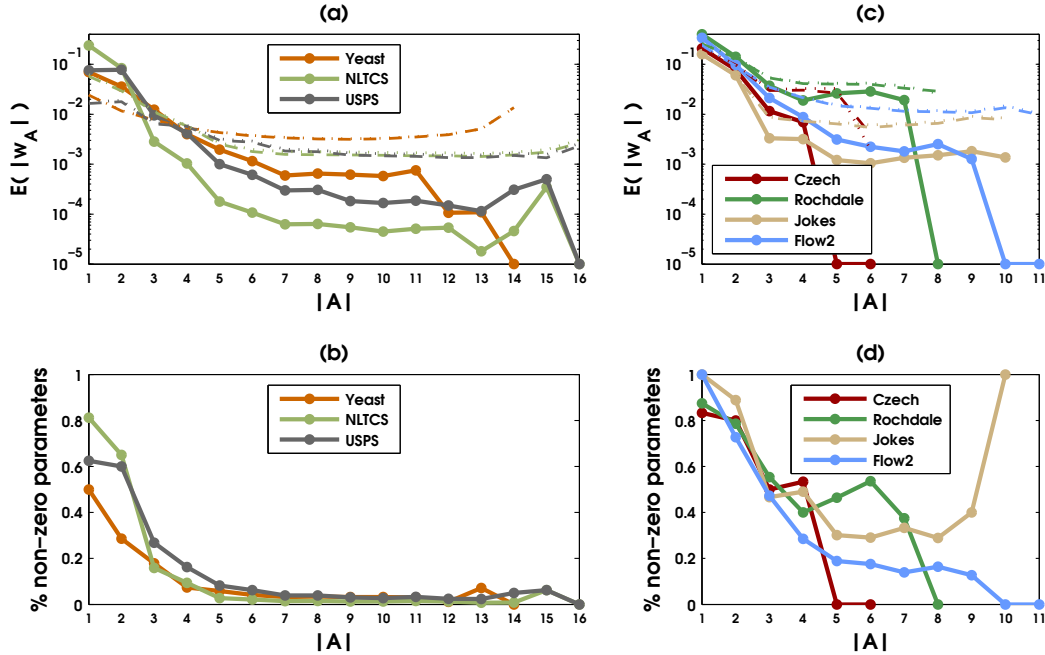 (a)
E( |w_A| )
10^-1
10^-2
10^-3
10^-4
10^-5
Yeast
NLTCS
USPS
1 2 3 4 5 6 7 8 9 10 11 12 13 14 15 16
|A|
(c)
E( |w_A| )
10^-1
10^-2
10^-3
10^-4
10^-5
Czech
Rochdale
Jokes
Flow2
1 2 3 4 5 6 7 8 9 10 11
|A|
(b)
% non-zero parameters
1
0.8
0.6
0.4
0.2
0
Yeast
NLTCS
USPS
1 2 3 4 5 6 7 8 9 10 11 12 13 14 15 16
|A|
(d)
% non-zero parameters
1
0.8
0.6
0.4
0.2
0
Czech
Rochdale
Jokes
Flow2
1 2 3 4 5 6 7 8 9 10 11
|A|